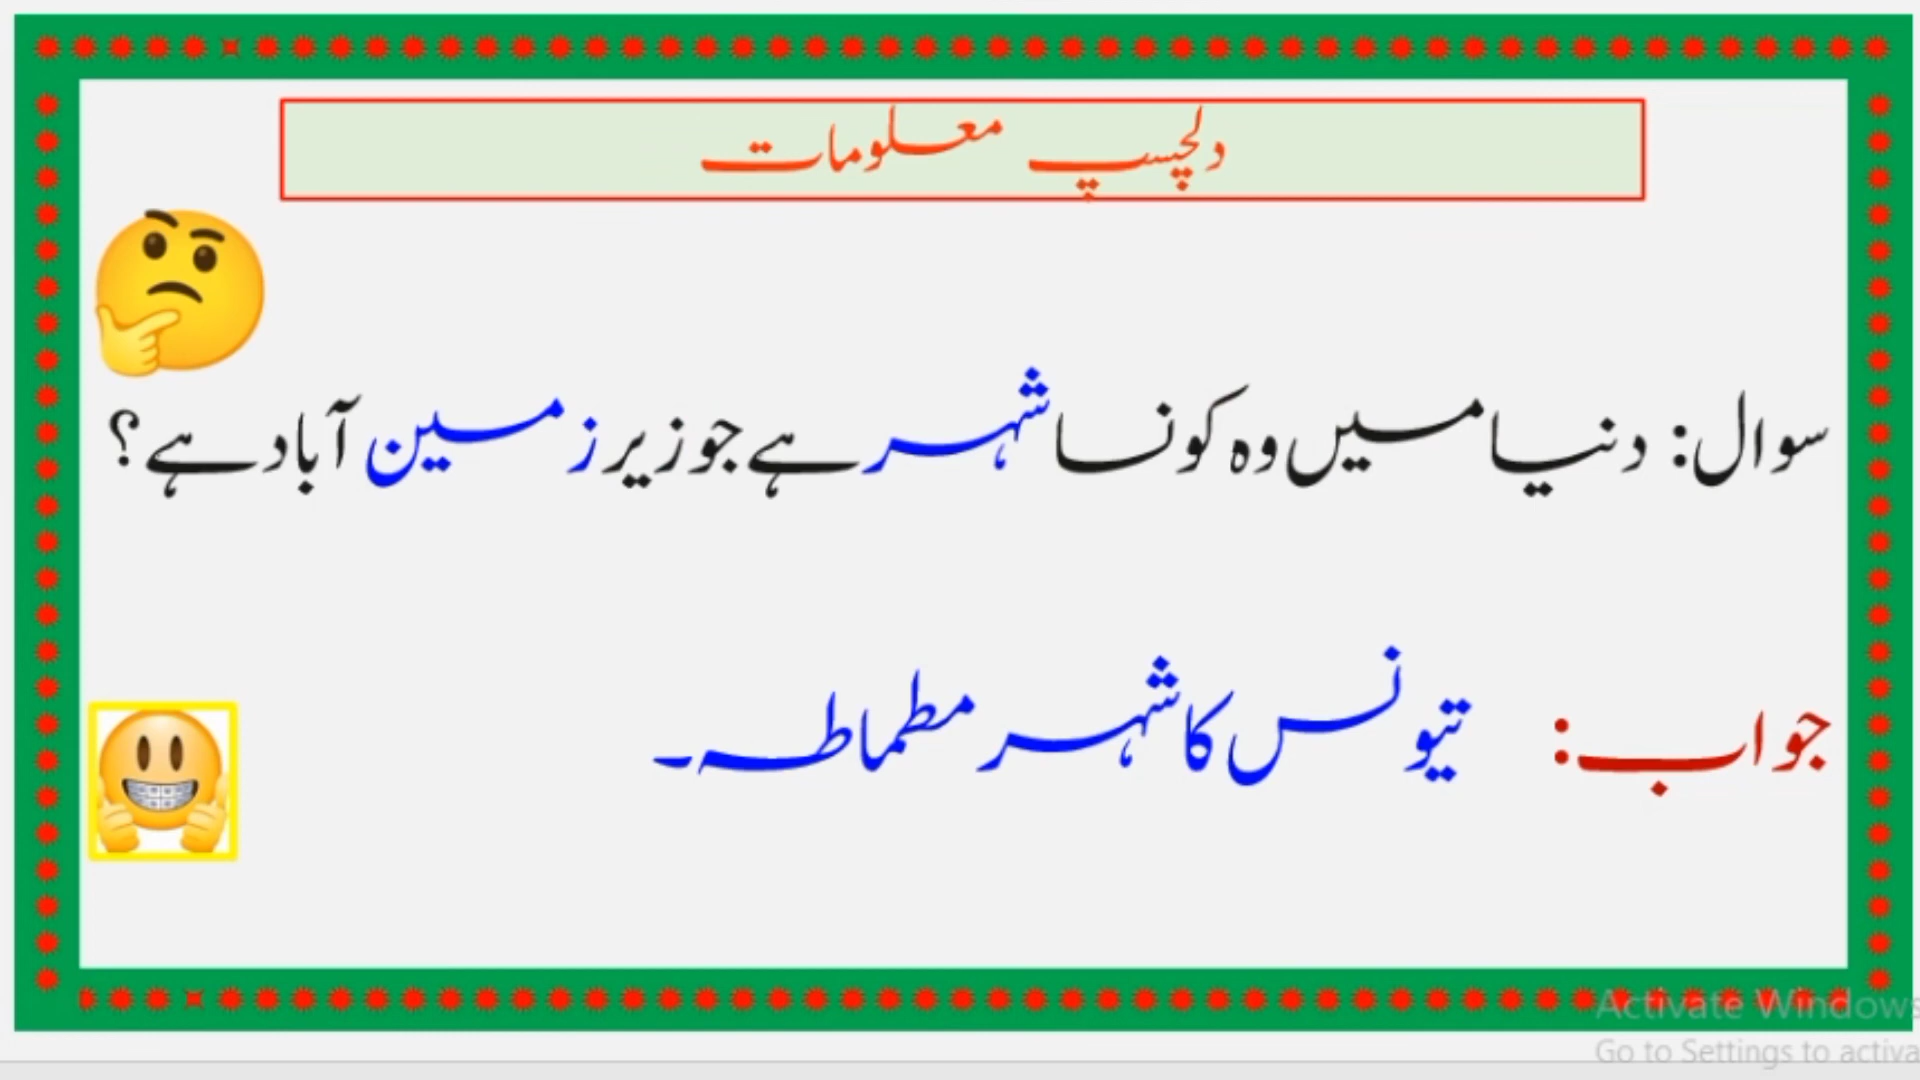 دلچسپ معلومات
سوال: دنیا میں وہ کونسا شہر ہے جو زیر زمین آباد ہے؟
جواب: تیونس کا شہر مطماطہ۔
Activate Windows
Go to Settings to activa